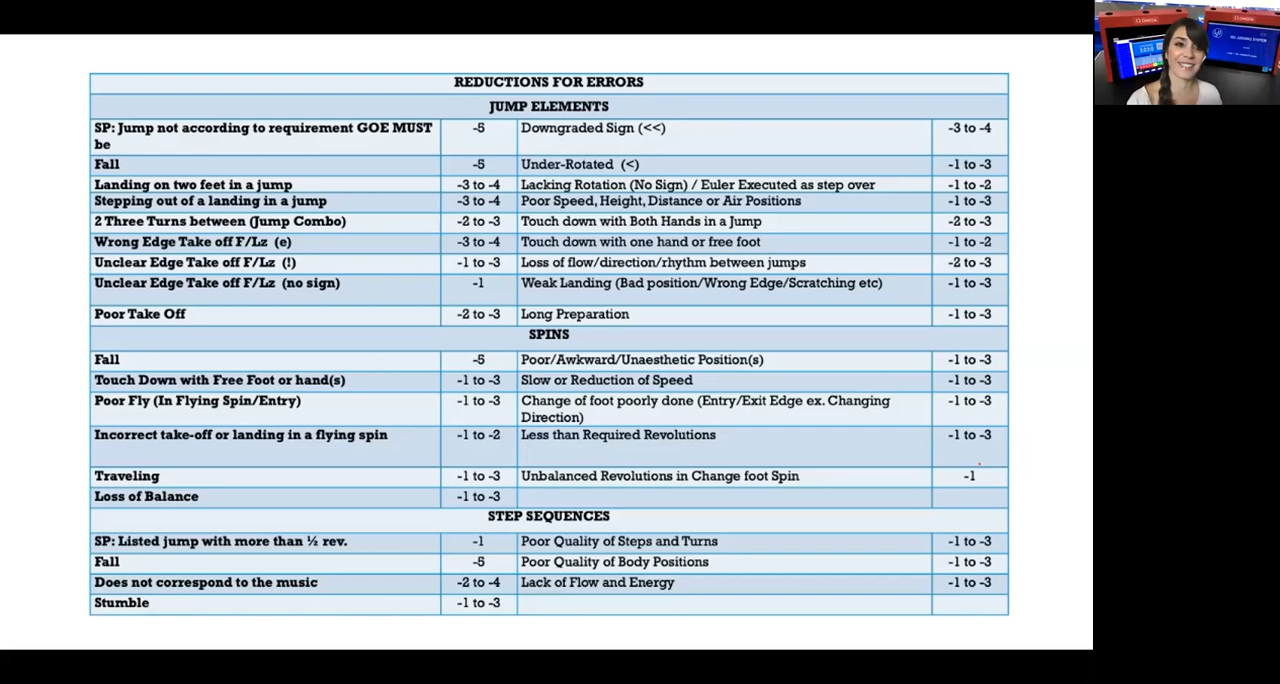 REDUCTIONS FOR ERRORS
JUMP ELEMENTS
SP: Jump not according to requirement GOE MUST be -5 Downgraded Sign (<<) -3 to -4
Fall -5 Under-Rotated (<) -1 to -3
Landing on two feet in a jump -3 to -4 Lacking Rotation (No Sign) / Euler Executed as step over -1 to -2
Stepping out of a landing in a jump -3 to -4 Poor Speed, Height, Distance or Air Positions -1 to -3
2 Three Turns between (Jump Combo) -2 to -3 Touch down with Both Hands in a Jump -2 to -3
Wrong Edge Take off F/Lz (e) -3 to -4 Touch down with one hand or free foot -1 to -2
Unclear Edge Take off F/Lz (!) -1 to -3 Loss of flow/direction/rhythm between jumps -2 to -3
Unclear Edge Take off F/Lz (no sign) -1 Weak Landing (Bad position/Wrong Edge/Scratching etc) -1 to -3
Poor Take Off -2 to -3 Long Preparation -1 to -3
SPINS
Fall -5 Poor/Awkward/Unaesthetic Position(s) -1 to -3
Touch Down with Free Foot or hand(s) -1 to -3 Slow or Reduction of Speed -1 to -3
Poor Fly (In Flying Spin/Entry) -1 to -3 Change of foot poorly done (Entry/Exit Edge ex. Changing Direction) -1 to -3
Incorrect take-off or landing in a flying spin -1 to -2 Less than Required Revolutions -1 to -3
Traveling -1 to -3 Unbalanced Revolutions in Change foot Spin -1
Loss of Balance -1 to -3
STEP SEQUENCES
SP: Listed jump with more than ½ rev. -1 Poor Quality of Steps and Turns -1 to -3
Fall -5 Poor Quality of Body Positions -1 to -3
Does not correspond to the music -2 to -4 Lack of Flow and Energy -1 to -3
Stumble -1 to -3
OMEGA
OMEGA
ISU JUDGING SYSTEM